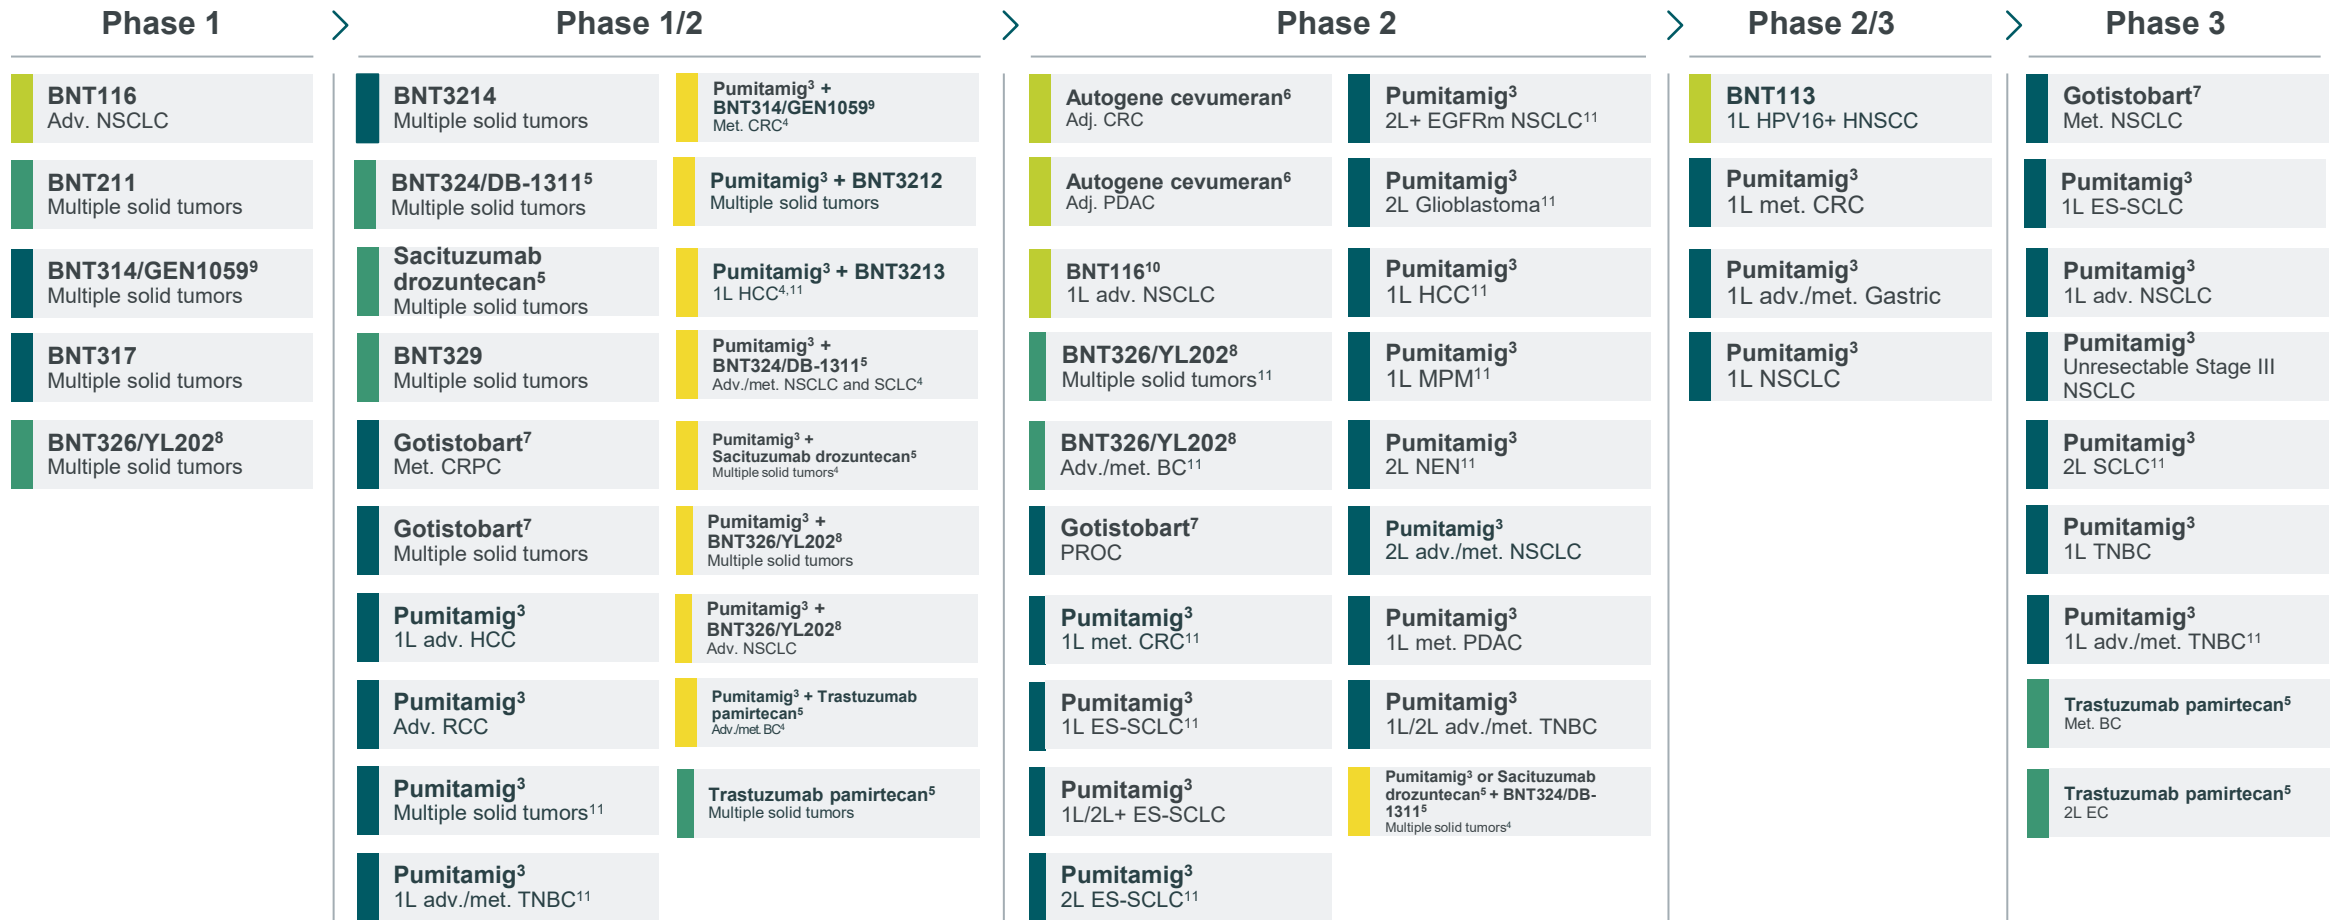 Phase 1
BNT116
Adv. NSCLC
BNT211
Multiple solid tumors
BNT314/GEN1059⁹
Multiple solid tumors
BNT317
Multiple solid tumors
BNT326/YL202⁸
Multiple solid tumors
Phase 1/2
BNT3214
Multiple solid tumors
BNT324/DB-1311⁵
Multiple solid tumors
Sacituzumab
drozuntecan⁵
Multiple solid tumors
BNT329
Multiple solid tumors
Gotistobart⁷
Met. CRPC
Gotistobart⁷
Multiple solid tumors
Pumitamig³
1L adv. HCC
Pumitamig³
Adv. RCC
Pumitamig³
Multiple solid tumors¹¹
Pumitamig³
1L adv./met. TNBC¹¹
Pumitamig³ +
BNT314/GEN1059⁹
Met. CRC⁴
Pumitamig³ + BNT3212
Multiple solid tumors
Pumitamig³ + BNT3213
1L HCC⁴,¹¹
Pumitamig³ +
BNT324/DB-1311⁵
Adv./met. NSCLC and SCLC⁴
Pumitamig³ +
Sacituzumab drozuntecan⁵
Multiple solid tumors⁴
Pumitamig³ +
BNT326/YL202⁸
Multiple solid tumors
Pumitamig³ +
BNT326/YL202⁸
Adv. NSCLC
Pumitamig³ + Trastuzumab
pamirtecan⁵
Adv./met. BC⁴
Trastuzumab pamirtecan⁵
Multiple solid tumors
Phase 2
Autogene cevumeran⁶
Adj. CRC
Autogene cevumeran⁶
Adj. PDAC
BNT116¹⁰
1L adv. NSCLC
BNT326/YL202⁸
Multiple solid tumors¹¹
BNT326/YL202⁸
Adv./met. BC¹¹
Gotistobart⁷
PROC
Pumitamig³
1L met. CRC¹¹
Pumitamig³
1L ES-SCLC¹¹
Pumitamig³
1L/2L+ ES-SCLC
Pumitamig³
2L ES-SCLC¹¹
Pumitamig³
2L+ EGFRm NSCLC¹¹
Pumitamig³
2L Glioblastoma¹¹
Pumitamig³
1L HCC¹¹
Pumitamig³
1L MPM¹¹
Pumitamig³
2L NEN¹¹
Pumitamig³
2L adv./met. NSCLC
Pumitamig³
1L met. PDAC
Pumitamig³
1L/2L adv./met. TNBC
Pumitamig³ or Sacituzumab
drozuntecan⁵ + BNT324/DB-
1311⁵
Multiple solid tumors⁴
Phase 2/3
BNT113
1L HPV16+ HNSCC
Pumitamig³
1L met. CRC
Pumitamig³
1L adv./met. Gastric
Pumitamig³
1L NSCLC
Phase 3
Gotistobart⁷
Met. NSCLC
Pumitamig³
1L ES-SCLC
Pumitamig³
1L adv. NSCLC
Pumitamig³
Unresectable Stage III
NSCLC
Pumitamig³
2L SCLC¹¹
Pumitamig³
1L TNBC
Pumitamig³
1L adv./met. TNBC¹¹
Trastuzumab pamirtecan⁵
Met. BC
Trastuzumab pamirtecan⁵
2L EC